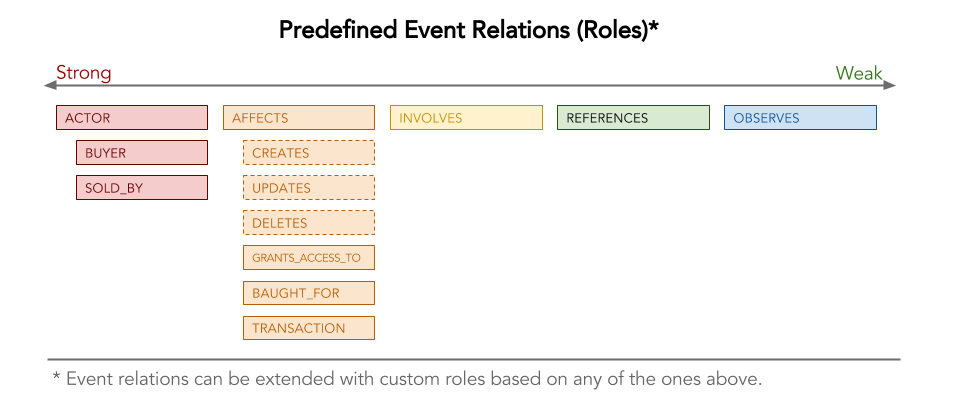 Predefined Event Relations (Roles)*
Strong
Weak
ACTOR
AFFECTS
INVOLVES
REFERENCES
OBSERVES
BUYER
CREATES
SOLD_BY
UPDATES
DELETES
GRANTS_ACCESS_TO
BAUGHT_FOR
TRANSACTION
* Event relations can be extended with custom roles based on any of the ones above.